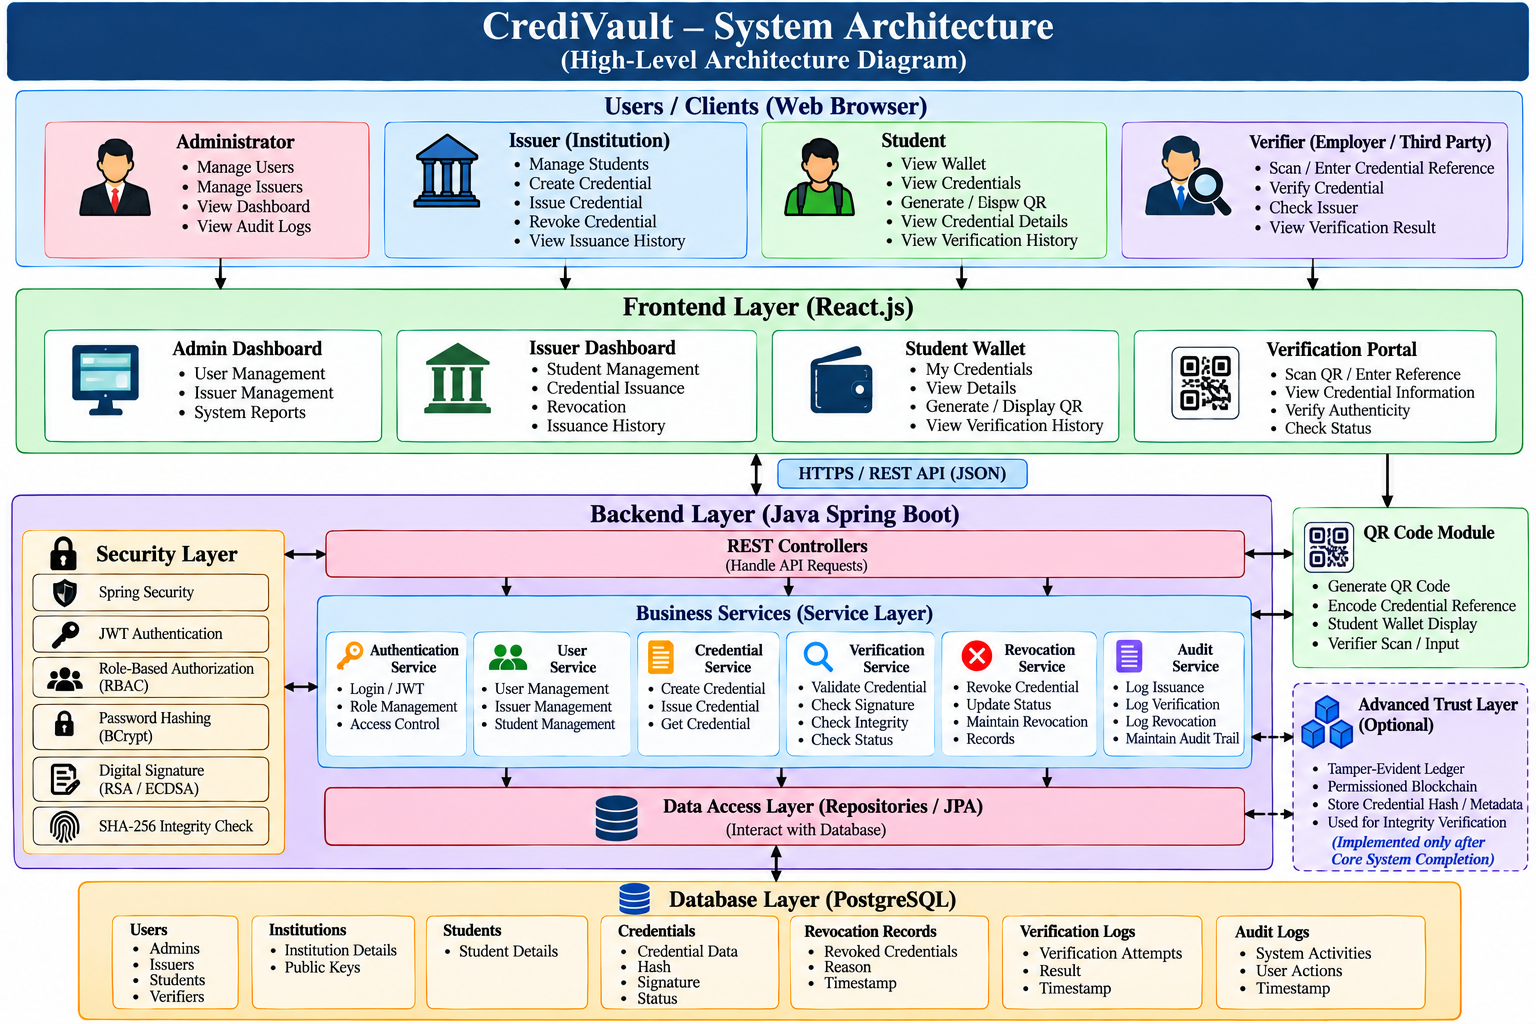 CrediVault – System Architecture
(High-Level Architecture Diagram)
Users / Clients (Web Browser)
Administrator
• Manage Users
• Manage Issuers
• View Dashboard
• View Audit Logs
Issuer (Institution)
• Manage Students
• Create Credential
• Issue Credential
• Revoke Credential
• View Issuance History
Student
• View Wallet
• View Credentials
• Generate / QR
• View Credential Details
• View Verification History
Verifier (Employer / Third Party)
• Scan / Enter Credential Reference
• Verify Credential
• Check Issuer
• View Verification Result
Frontend Layer (React.js)
Admin Dashboard
• User Management
• Issuer Management
• System Reports
Issuer Dashboard
• Student Management
• Credential Issuance
• Revocation
• Issuance History
Student Wallet
• My Credentials
• View Details
• Generate / Display QR
• View Verification History
Verification Portal
• Scan QR / Enter Reference
• View Credential Information
• Verify Authenticity
• Check Status
HTTPS / REST API (JSON)
Backend Layer (Java Spring Boot)
Security Layer
Spring Security
JWT Authentication
Role-Based Authorization
(RBAC)
Password Hashing
(BCrypt)
Digital Signature
(RSA / ECDSA)
SHA-256 Integrity Check
REST Controllers
(Handle API Requests)
Business Services (Service Layer)
Authentication
Service
• Login / JWT
• Role Management
• Access Control
User
Service
• User Management
• Issuer Management
• Student Management
Credential
Service
• Create Credential
• Issue Credential
• Get Credential
Verification
Service
• Validate Credential
• Check Signature
• Check Integrity
• Check Status
Revocation
Service
• Revoke Credential
• Update Status
• Maintain Revocation
• Records
Audit
Service
• Log Issuance
• Log Verification
• Log Revocation
• Maintain Audit Trail
Data Access Layer (Repositories / JPA)
(Interact with Database)
QR Code Module
• Generate QR Code
• Encode Credential Reference
• Student Wallet Display
• Verifier Scan / Input
Advanced Trust Layer
(Optional)
• Tamper-Evident Ledger
• Permissioned Blockchain
• Store Credential Hash / Metadata
• Used for Integrity Verification
(Implemented only after
Core System Completion)
Database Layer (PostgreSQL)
Users
• Admins
• Issuers
• Students
• Verifiers
Institutions
• Institution Details
• Public Keys
Students
• Student Details
Credentials
• Credential Data
• Hash
• Signature
• Status
Revocation Records
• Revoked Credentials
• Reason
• Timestamp
Verification Logs
• Verification Attempts
• Result
• Timestamp
Audit Logs
• System Activities
• User Actions
• Timestamp